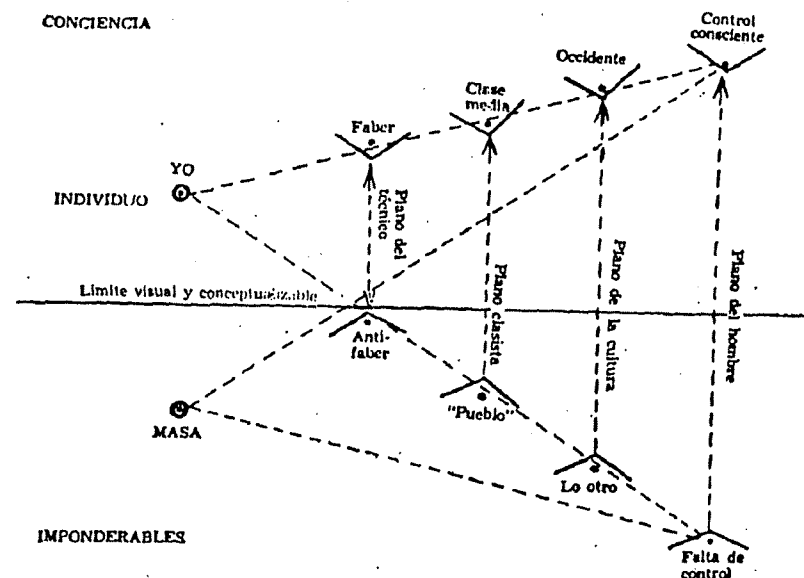 CONCIENCIA
Control
consciente
Occidente
Clase
media
Faber
YO
INDIVIDUO
Plano del
técnico
Plano clasista
Plano de la cultura
Plano del hombre
Límite visual y conceptualizable
Anti-
faber
"Pueblo"
MASA
Lo otro
IMPONDERABLES
Falta de
control